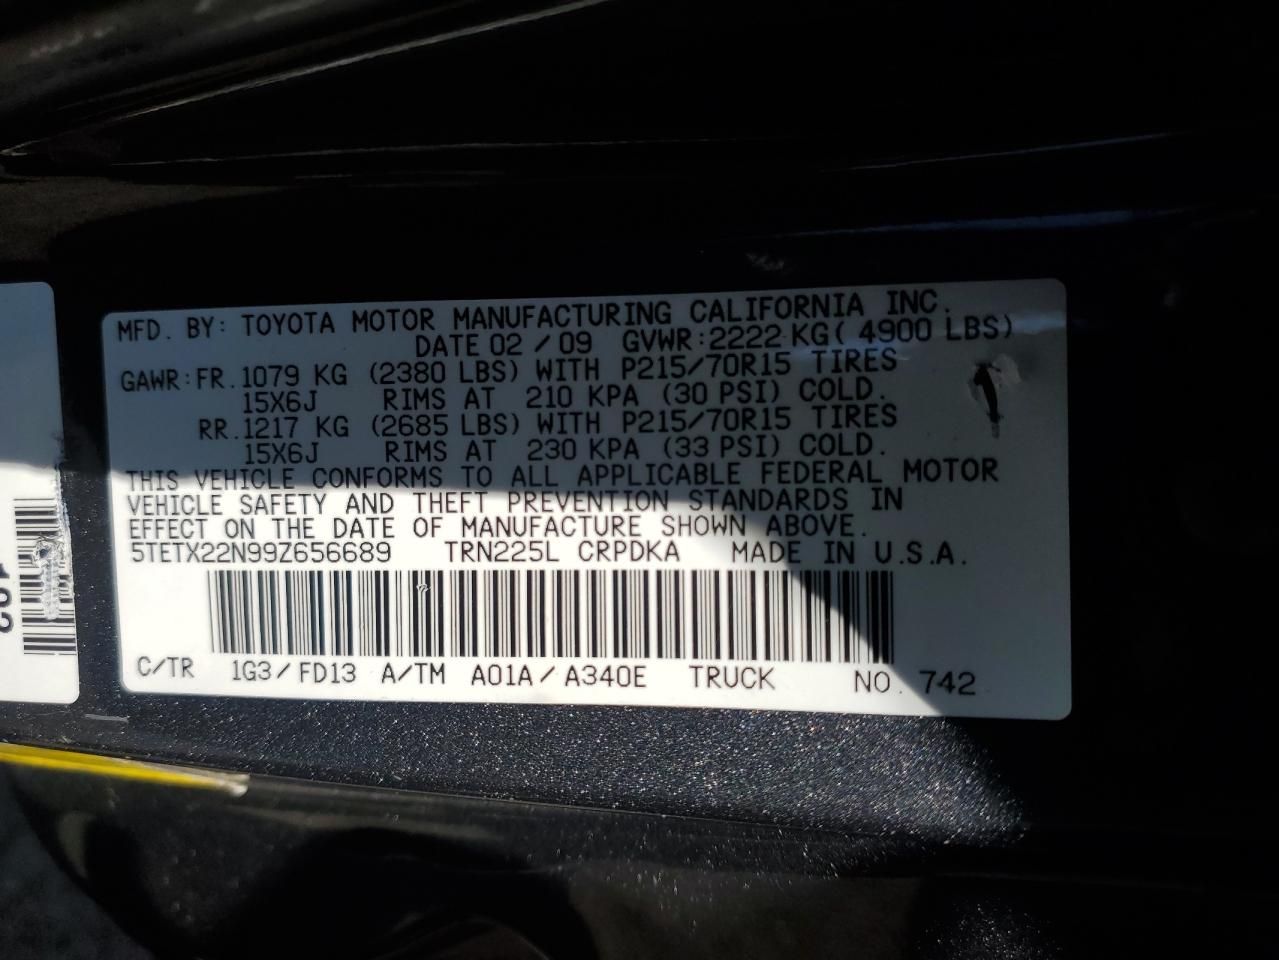 MFD. BY: TOYOTA MOTOR MANUFACTURING CALIFORNIA INC.
DATE 02 / 09 GVWR: 2222 KG ( 4900 LBS)
GAWR: FR. 1079 KG (2380 LBS) WITH P215/70R15 TIRES
15X6J RIMS AT 210 KPA (30 PSI) COLD.
RR. 1217 KG (2685 LBS) WITH P215/70R15 TIRES
15X6J RIMS AT 230 KPA (33 PSI) COLD.
THIS VEHICLE CONFORMS TO ALL APPLICABLE FEDERAL MOTOR
VEHICLE SAFETY AND THEFT PREVENTION STANDARDS IN
EFFECT ON THE DATE OF MANUFACTURE SHOWN ABOVE.
5TETX22N99Z656689 TRN225L CRPDKA MADE IN U.S.A.
C/TR 1G3 / FD13 A/TM A01A / A340E TRUCK NO. 742